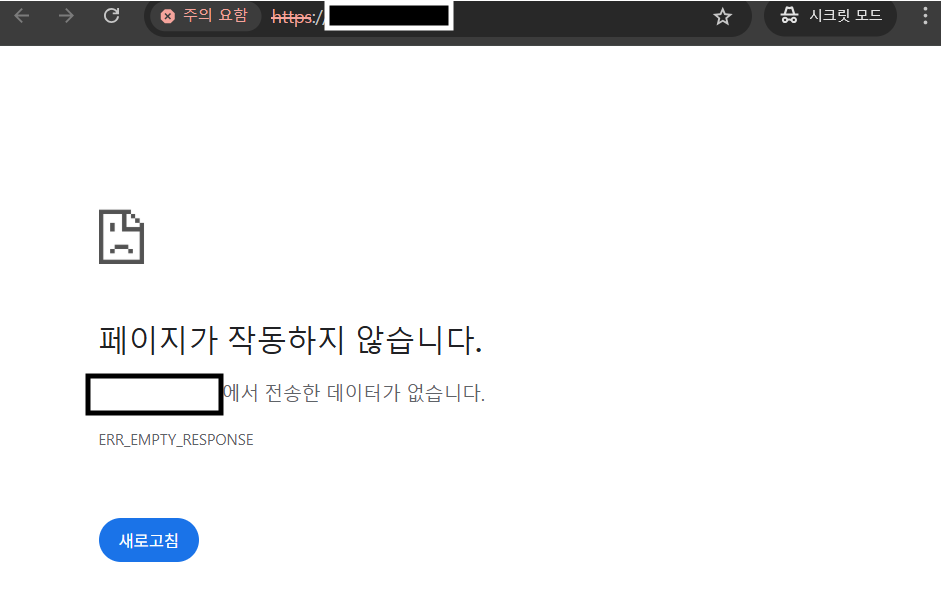 주의 요함 https:// 시크릿 모드
페이지가 작동하지 않습니다.
에서 전송한 데이터가 없습니다.
ERR_EMPTY_RESPONSE
새로고침